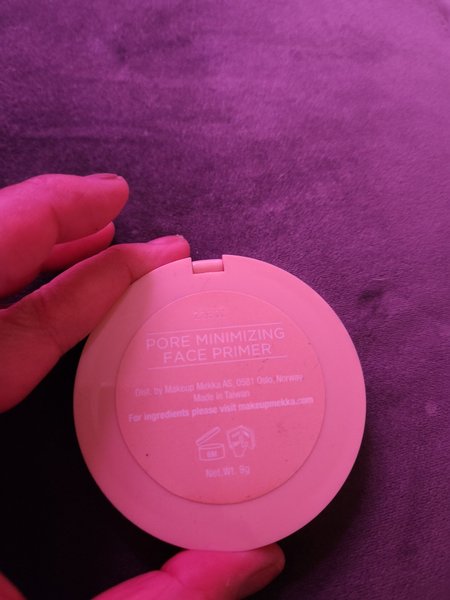 PORE MINIMIZING
FACE PRIMER
Dist. by Makeup Mekka AS, 0581 Oslo, Norway
Made in Taiwan
For ingredients please visit makeupmekka.com
6M
Net.Wt. 9g